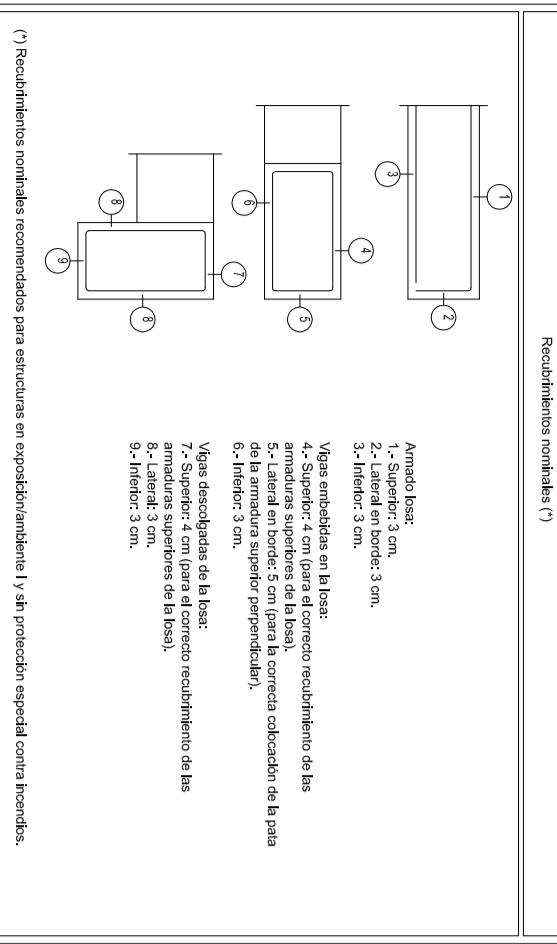 Recubrimientos nominales (*)
1
2
3
4
5
6
7
8
8
9
Armado losa:
1.- Superior: 3 cm.
2.- Lateral en borde: 3 cm.
3.- Inferior: 3 cm.
Vigas embebidas en la losa:
4.- Superior: 4 cm (para el correcto recubrimiento de las
armaduras superiores de la losa).
5.- Lateral en borde: 5 cm (para la correcta colocación de la pata
de la armadura superior perpendicular).
6.- Inferior: 3 cm.
Vigas descolgadas de la losa:
7.- Superior: 4 cm (para el correcto recubrimiento de las
armaduras superiores de la losa).
8.- Lateral: 3 cm.
9.- Inferior: 3 cm.
(*) Recubrimientos nominales recomendados para estructuras en exposición/ambiente I y sin protección especial contra incendios.